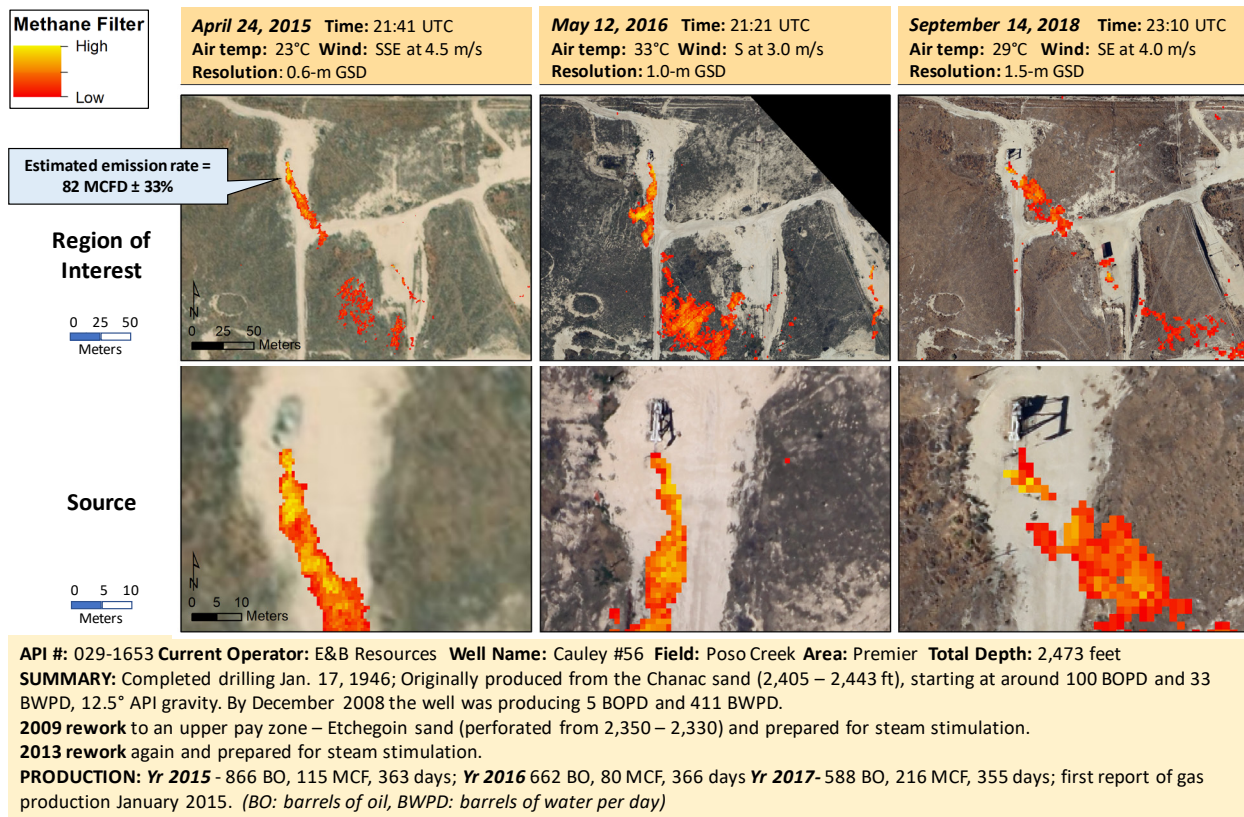 Methane Filter
High
Low
April 24, 2015 Time: 21:41 UTC
Air temp: 23°C Wind: SSE at 4.5 m/s
Resolution: 0.6-m GSD
May 12, 2016 Time: 21:21 UTC
Air temp: 33°C Wind: S at 3.0 m/s
Resolution: 1.0-m GSD
September 14, 2018 Time: 23:10 UTC
Air temp: 29°C Wind: SE at 4.0 m/s
Resolution: 1.5-m GSD
Estimated emission rate =
82 MCFD ± 33%
Region of
Interest
0 25 50
Meters
N
0 25 50
Meters
Source
0 5 10
Meters
N
0 5 10
Meters
API #: 029-1653 Current Operator: E&B Resources Well Name: Cauley #56 Field: Poso Creek Area: Premier Total Depth: 2,473 feet
SUMMARY: Completed drilling Jan. 17, 1946; Originally produced from the Chanac sand (2,405 – 2,443 ft), starting at around 100 BOPD and 33
BWPD, 12.5° API gravity. By December 2008 the well was producing 5 BOPD and 411 BWPD.
2009 rework to an upper pay zone – Etchegoin sand (perforated from 2,350 – 2,330) and prepared for steam stimulation.
2013 rework again and prepared for steam stimulation.
PRODUCTION: Yr 2015 - 866 BO, 115 MCF, 363 days; Yr 2016 662 BO, 80 MCF, 366 days Yr 2017- 588 BO, 216 MCF, 355 days; first report of gas
production January 2015. (BO: barrels of oil, BWPD: barrels of water per day)